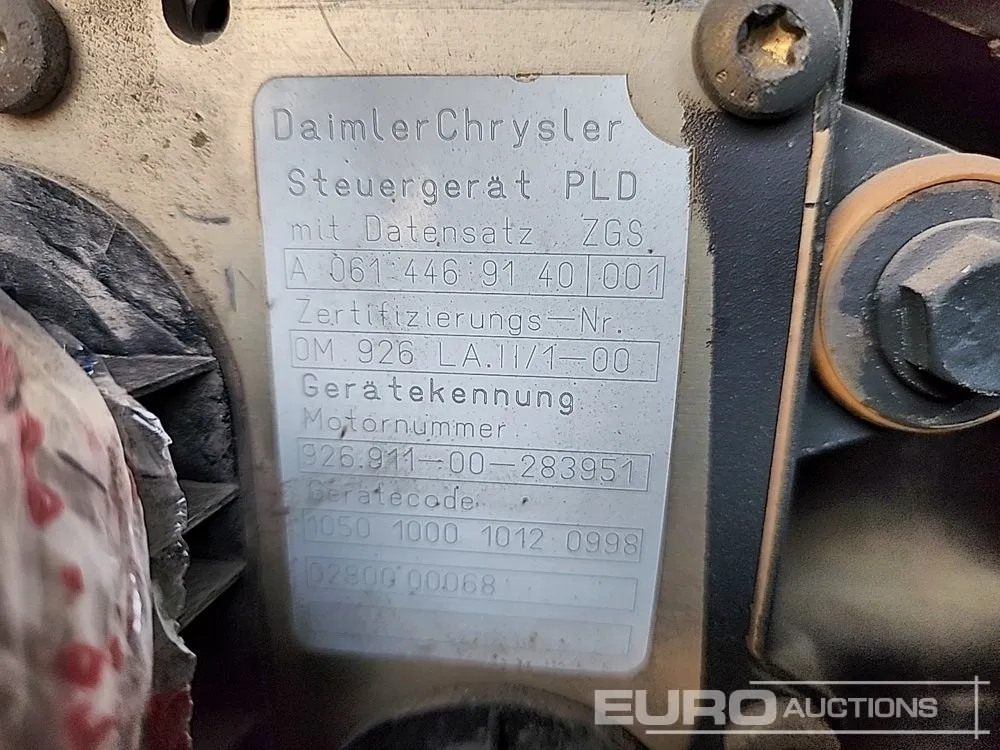 DaimlerChrysler
Steuergerät PLD
mit Datensatz ZGS
A 061 446 91 40 001
Zertifizierungs-Nr.
OM 926 LA.II/1-00
Gerätekennung
Motornummer
926.911-00-283951
Gerätecode
1050 1000 1012 0998
02800 00068
EURO AUCTIONS